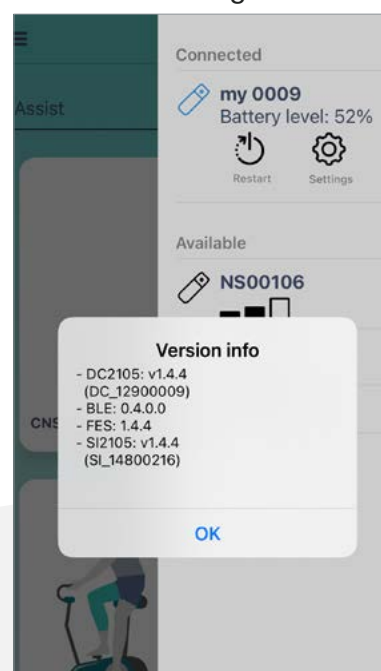 Assist
Connected
my 0009
Battery level: 52%
Restart Settings
Available
NS00106
Version info
- DC2105: v1.4.4
(DC_12900009)
- BLE: 0.4.0.0
- FES: 1.4.4
- SI2105: v1.4.4
(SI_14800216)
CNS
OK